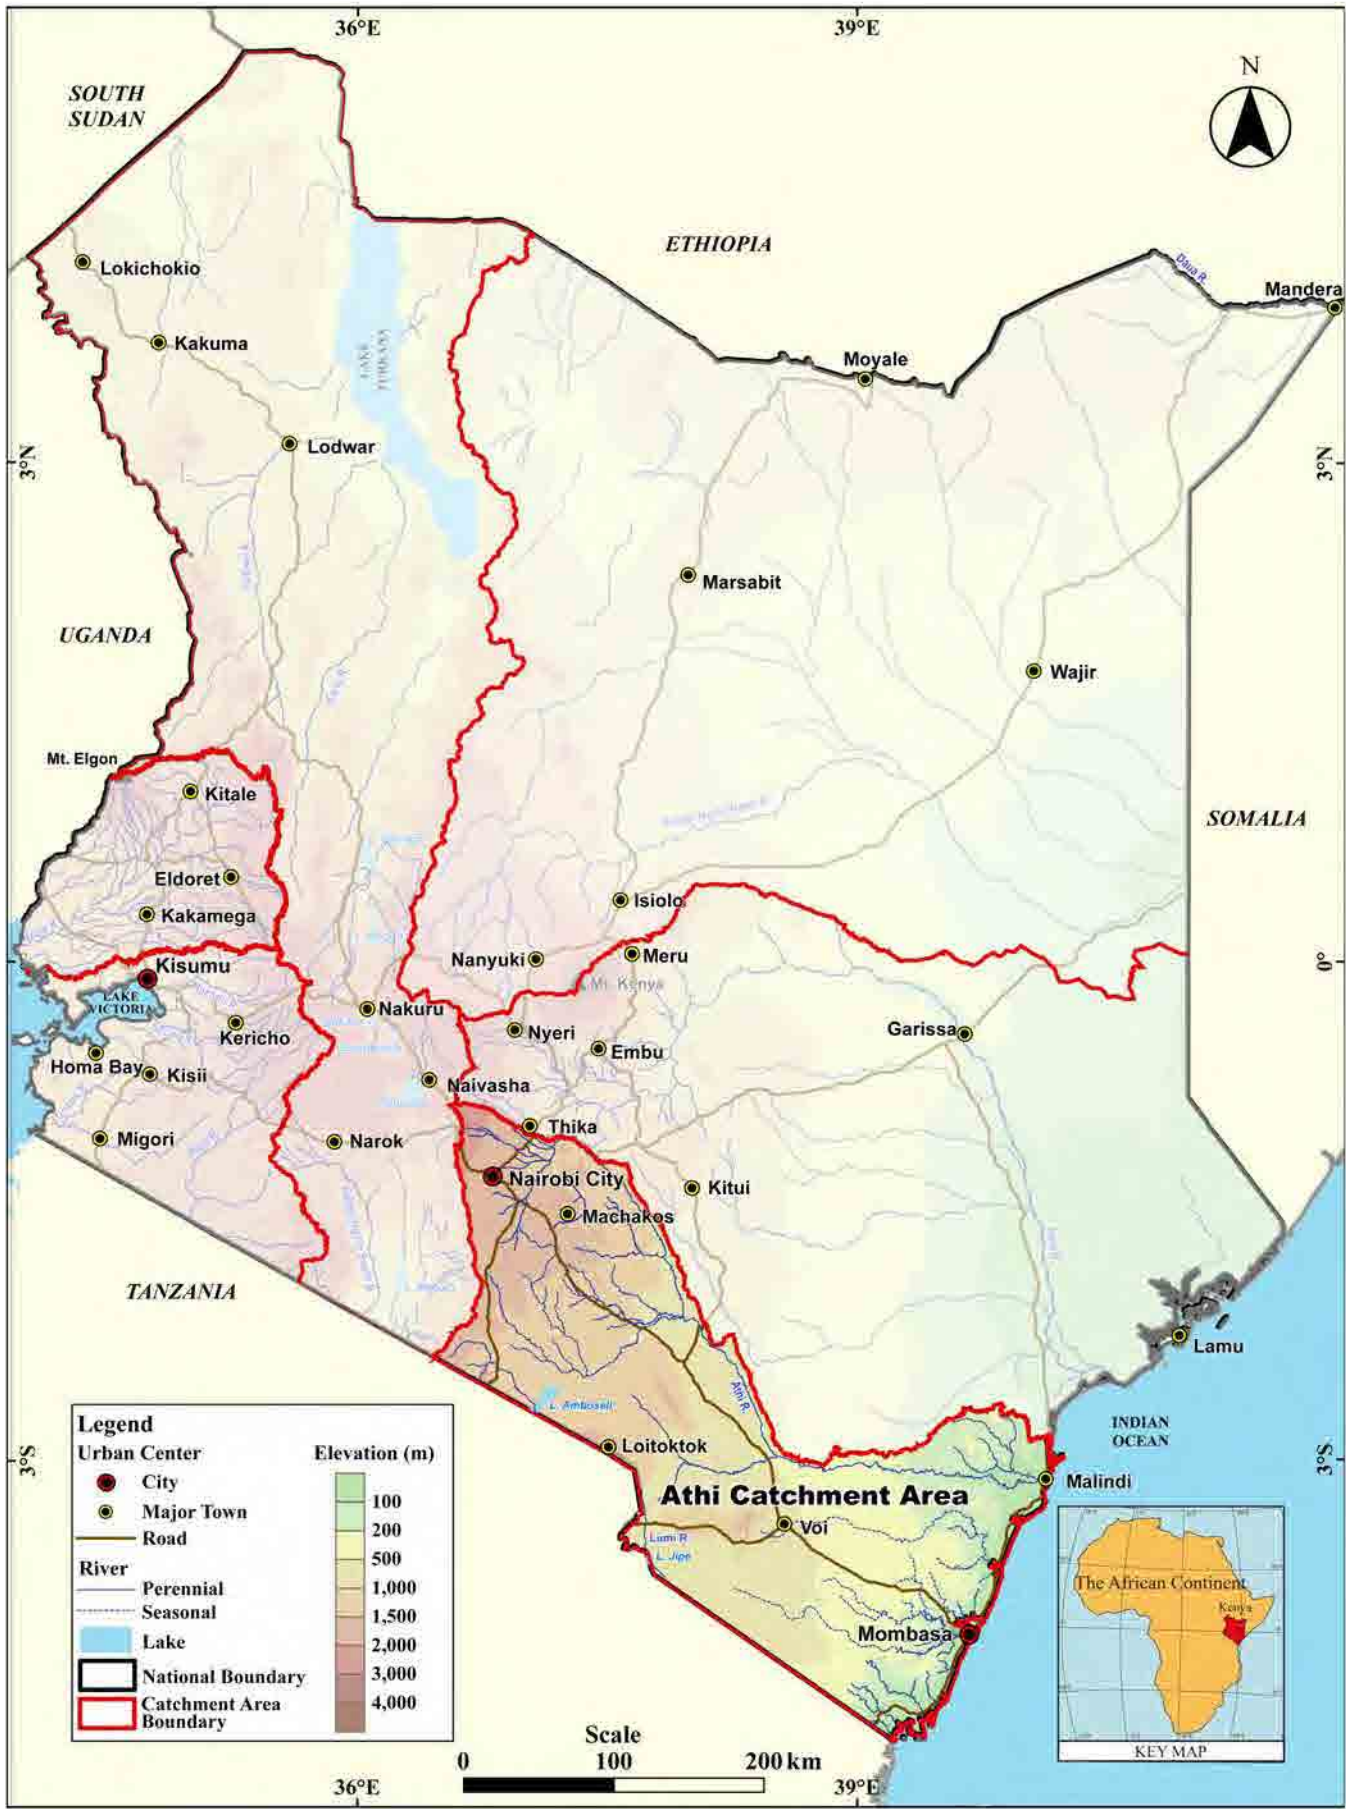 36°E
39°E
N
SOUTH
SUDAN
ETHIOPIA
Daua R.
Lokichokio
Mandera
Kakuma
LAKE
TURKANA
Moyale
Lodwar
3°N
3°N
Marsabit
UGANDA
Wajir
Mt. Elgon
Kitale
SOMALIA
Eldoret
Isiolo
Kakamega
Nanyuki
Meru
Kisumu
0°
Mt. Kenya
LAKE
VICTORIA
Nakuru
Kericho
Nyeri
Garissa
Embu
Homa Bay
Kisii
Naivasha
Thika
Migori
Narok
Nairobi City
Kitui
Machakos
TANZANIA
Lamu
Athi R.
L. Amboseli
INDIAN
OCEAN
Loitoktok
3°S
3°S
Malindi
Athi Catchment Area
Voi
Lumi R
L. Jipe
Mombasa
Legend
Urban Center
City
Major Town
Road
River
Perennial
Seasonal
Lake
National Boundary
Catchment Area
Boundary
Elevation (m)
100
200
500
1,000
1,500
2,000
3,000
4,000
Scale
0 100 200 km
The African Continent
Kenya
KEY MAP
36°E
39°E